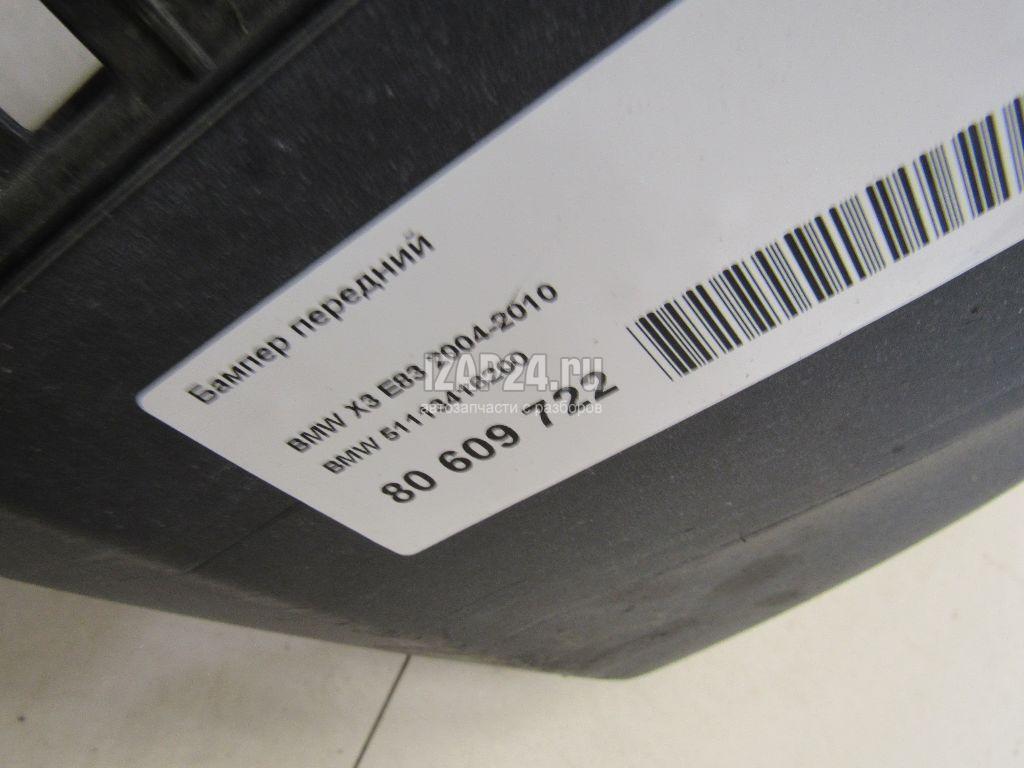 Бампер передний
BMW X3 E83 2004-2010
BMW 51113418200
80 609 722
IZAP24.ru
автозапчасти с разборов